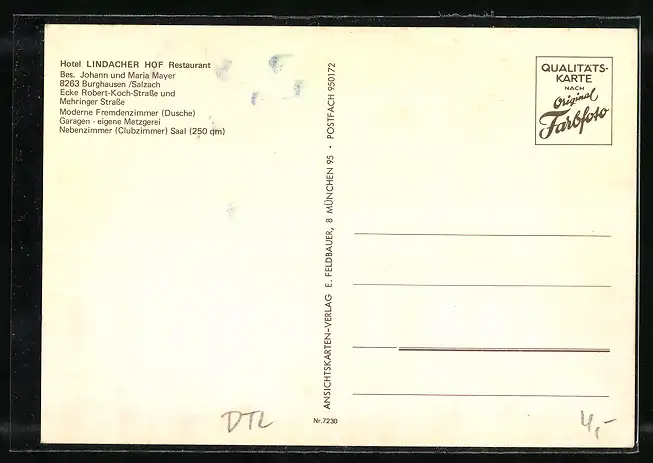 Hotel LINDACHER HOF Restaurant
Bes. Johann und Maria Mayer
8263 Burghausen /Salzach
Ecke Robert-Koch-Straße und
Mehringer Straße
Moderne Fremdenzimmer (Dusche)
Garagen - eigene Metzgerei
Nebenzimmer (Clubzimmer) Saal (250 qm)
ANSICHTSKARTEN-VERLAG E. FELDBAUER, 8 MÜNCHEN 95 · POSTFACH 950172
QUALITÄTS-
KARTE
NACH
Original
Farbfoto
DTL
Nr. 7230
4,-